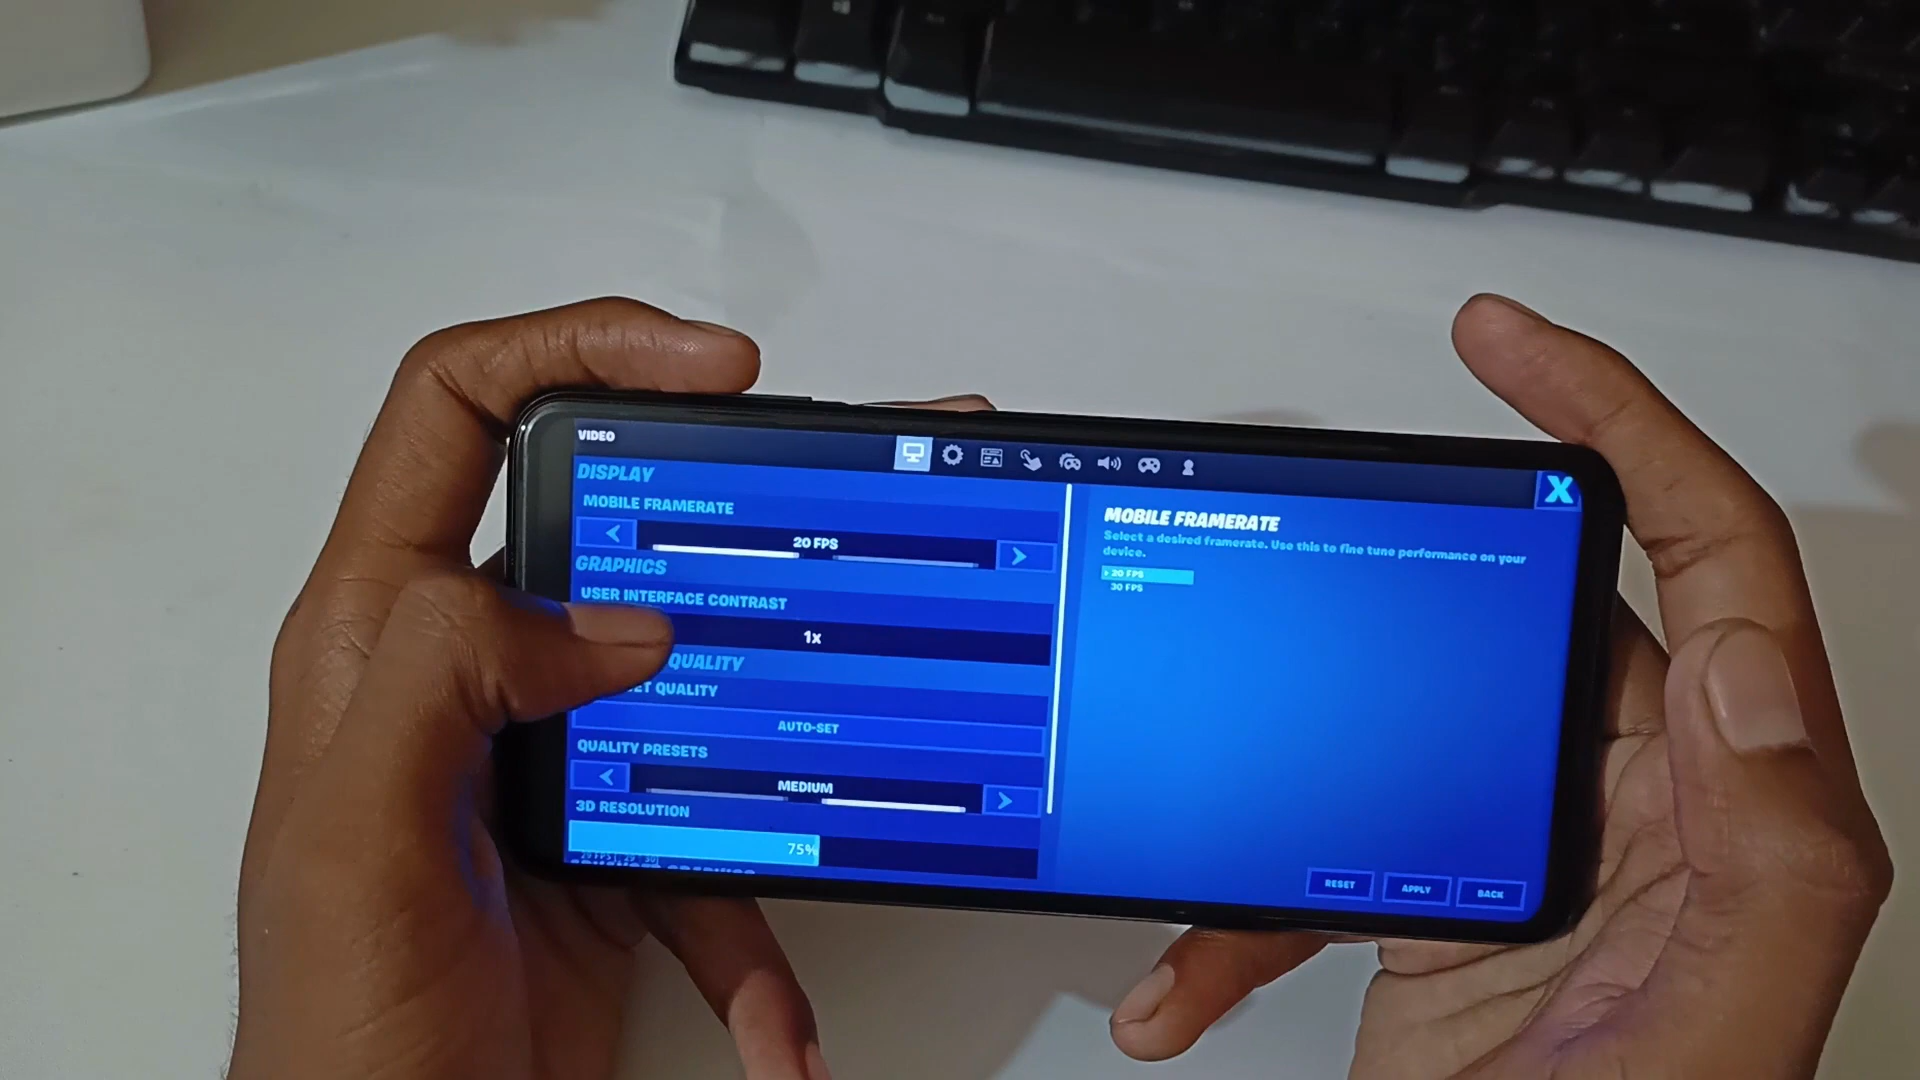 VIDEO
X
DISPLAY
MOBILE FRAMERATE
20 FPS
GRAPHICS
USER INTERFACE CONTRAST
1x
QUALITY
QUALITY
AUTO-SET
QUALITY PRESETS
MEDIUM
3D RESOLUTION
75%
MOBILE FRAMERATE
Select a desired framerate. Use this to fine tune performance on your
device.
20 FPS
30 FPS
RESET
APPLY
BACK